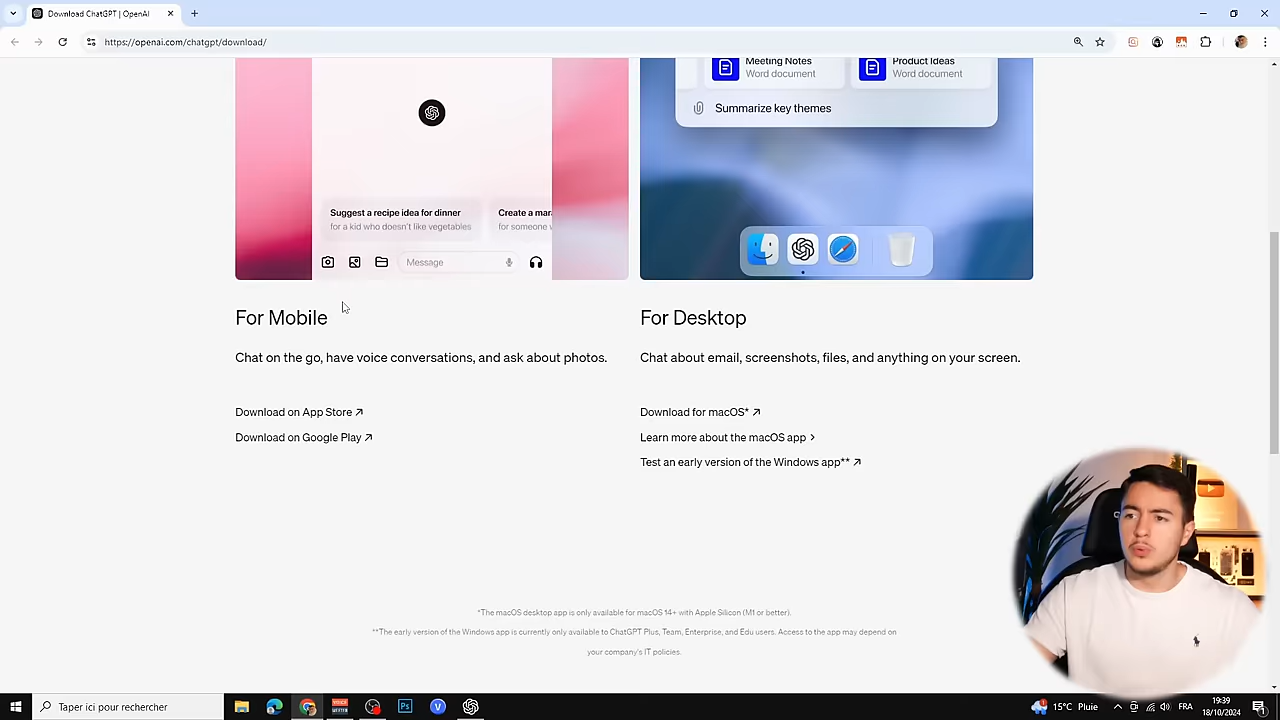 Download ChatGPT | OpenAI
https://openai.com/chatgpt/download/
Meeting Notes
Word document
Product Ideas
Word document
Summarize key themes
Suggest a recipe idea for dinner
for a kid who doesn't like vegetables
Create a mar
for someone w
Message
For Mobile
Chat on the go, have voice conversations, and ask about photos.
Download on App Store
Download on Google Play
For Desktop
Chat about email, screenshots, files, and anything on your screen.
Download for macOS*
Learn more about the macOS app
Test an early version of the Windows app**
*The macOS desktop app is only available for macOS 14+ with Apple Silicon (M1 or better).
**The early version of the Windows app is currently only available to ChatGPT Plus, Team, Enterprise, and Edu users. Access to the app may depend on
your company's IT policies.
Taper ici pour rechercher
Ps
V
15°C Pluie
FRA
19:39
18/10/2024